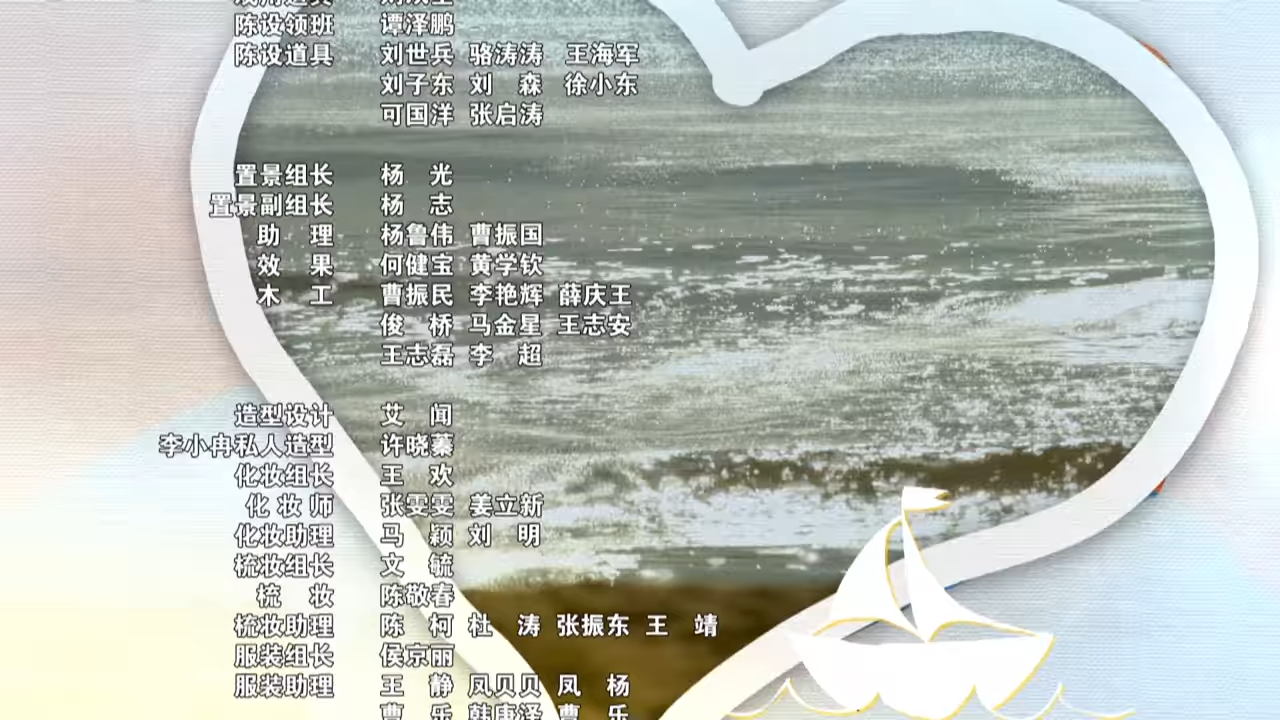 陈设领班 谭泽鹏
陈设道具 刘世兵 骆涛涛 王海军
刘子东 刘 森 徐小东
可国洋 张启涛
置景组长 杨 光
置景副组长 杨 志
助 理 杨鲁伟 曹振国
效 果 何健宝 黄学钦
木 工 曹振民 李艳辉 薛庆王
俊 桥 马金星 王志安
王志磊 李 超
造型设计 艾 闻
李小冉私人造型 许晓蓁
化妆组长 王 欢
化 妆 师 张雯雯 姜立新
化妆助理 马 颖 刘 明
梳妆组长 文 毓
梳 妆 陈敬春
梳妆助理 陈 柯 杜 涛 张振东 王 靖
服装组长 侯京丽
服装助理 王 静 凤贝贝 凤 杨
曹 乐 韩庚泽 曹 乐